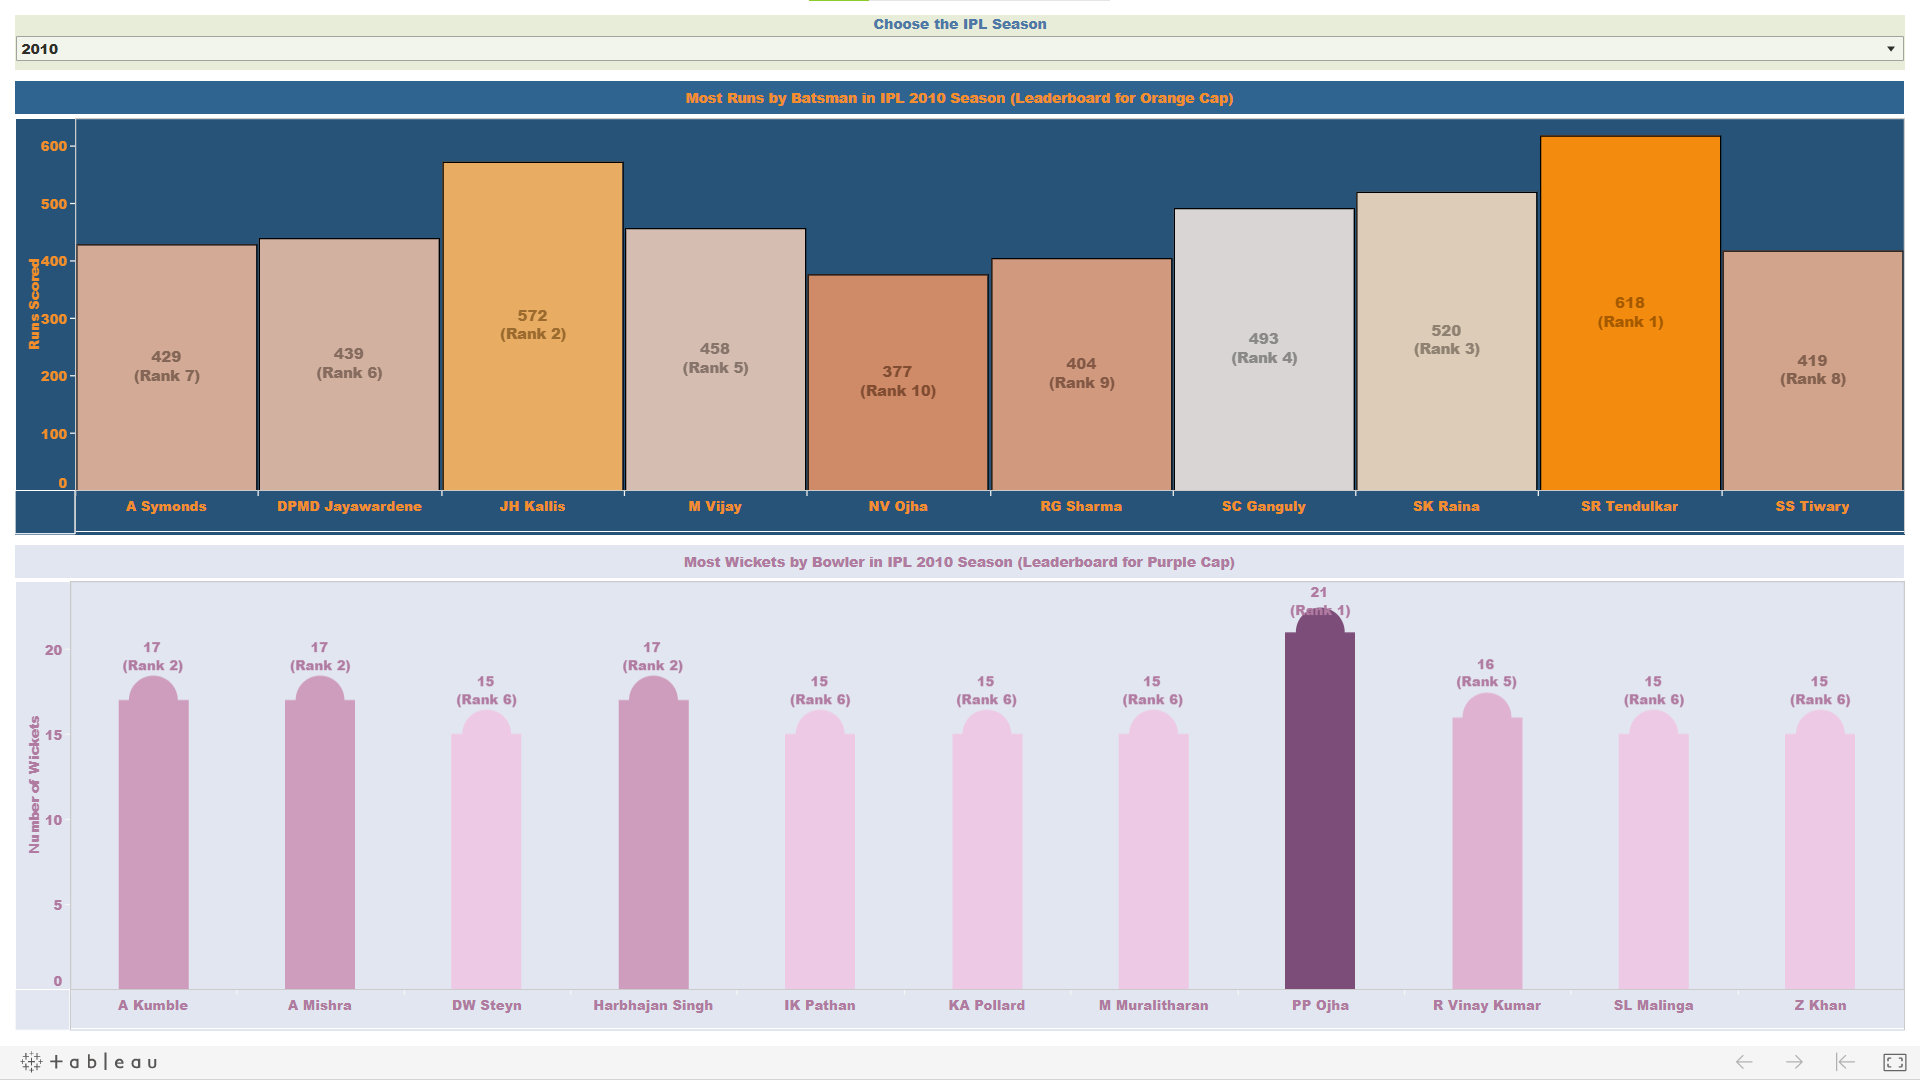 Choose the IPL Season
2010
Most Runs by Batsman in IPL 2010 Season (Leaderboard for Orange Cap)
Runs Scored
600
500
400
300
200
100
0
429
(Rank 7)
439
(Rank 6)
572
(Rank 2)
458
(Rank 5)
377
(Rank 10)
404
(Rank 9)
493
(Rank 4)
520
(Rank 3)
618
(Rank 1)
419
(Rank 8)
A Symonds
DPMD Jayawardene
JH Kallis
M Vijay
NV Ojha
RG Sharma
SC Ganguly
SK Raina
SR Tendulkar
SS Tiwary
Most Wickets by Bowler in IPL 2010 Season (Leaderboard for Purple Cap)
Number of Wickets
20
15
10
5
0
17
(Rank 2)
17
(Rank 2)
15
(Rank 6)
17
(Rank 2)
15
(Rank 6)
15
(Rank 6)
15
(Rank 6)
21
(Rank 1)
16
(Rank 5)
15
(Rank 6)
15
(Rank 6)
A Kumble
A Mishra
DW Steyn
Harbhajan Singh
IK Pathan
KA Pollard
M Muralitharan
PP Ojha
R Vinay Kumar
SL Malinga
Z Khan
+ableau